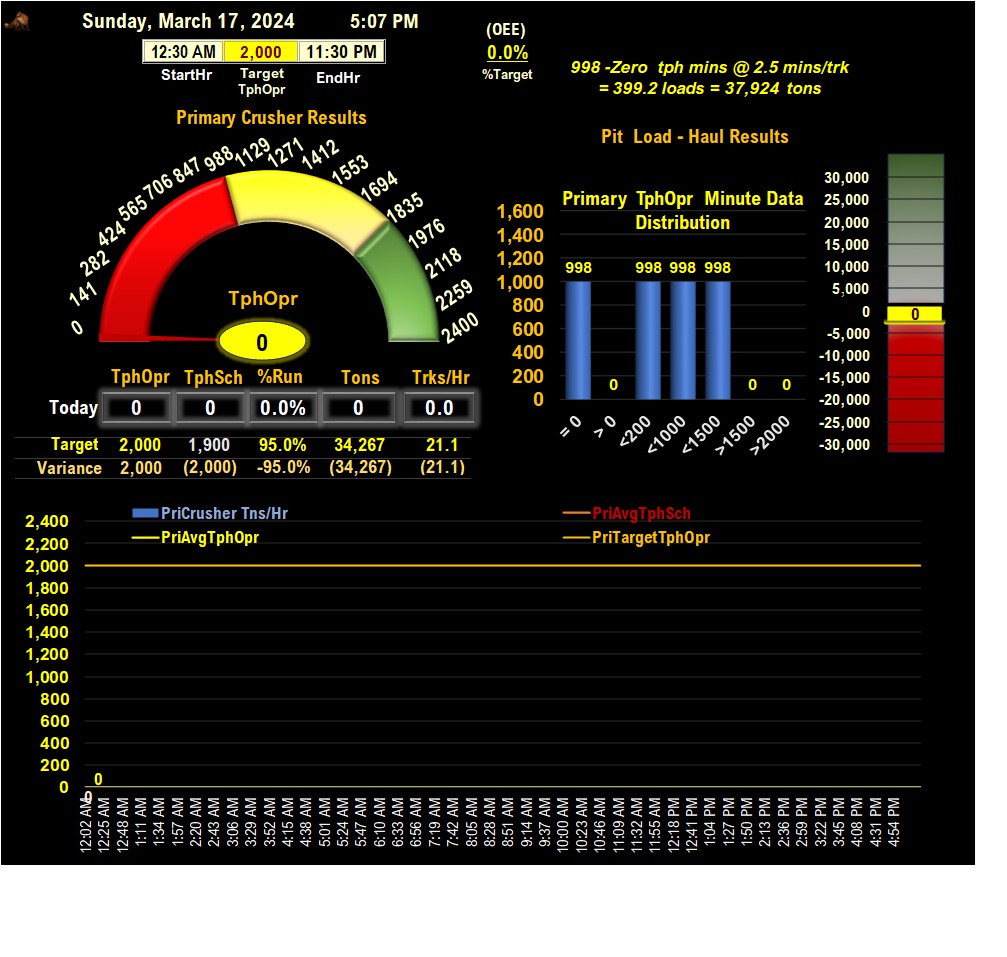 Sunday, March 17, 2024 5:07 PM
12:30 AM 2,000 11:30 PM
StartHr Target TphOpr EndHr
(OEE)
0.0%
%Target
998 -Zero tph mins @ 2.5 mins/trk
= 399.2 loads = 37,924 tons
Primary Crusher Results
0 141 282 424 565 706 847 988 1129 1271 1412 1553 1694 1835 1976 2118 2259 2400
TphOpr
0
TphOpr TphSch %Run Tons Trks/Hr
Today 0 0 0.0% 0 0.0
Target 2,000 1,900 95.0% 34,267 21.1
Variance 2,000 (2,000) -95.0% (34,267) (21.1)
Pit Load - Haul Results
Primary TphOpr Minute Data
Distribution
1,600
1,400
1,200
1,000
800
600
400
200
0
998 0 998 998 998 0 0
= 0 > 0 <200 <1000 <1500 >1500 >2000
30,000
25,000
20,000
15,000
10,000
5,000
0
0
-5,000
-10,000
-15,000
-20,000
-25,000
-30,000
PriCrusher Tns/Hr PriAvgTphSch
PriAvgTphOpr PriTargetTphOpr
2,400
2,200
2,000
1,800
1,600
1,400
1,200
1,000
800
600
400
200
0
0
0
12:02 AM 12:25 AM 12:48 AM 1:11 AM 1:34 AM 1:57 AM 2:20 AM 2:43 AM 3:06 AM 3:29 AM 3:52 AM 4:15 AM 4:38 AM 5:01 AM 5:24 AM 5:47 AM 6:10 AM 6:33 AM 6:56 AM 7:19 AM 7:42 AM 8:05 AM 8:28 AM 8:51 AM 9:14 AM 9:37 AM 10:00 AM 10:23 AM 10:46 AM 11:09 AM 11:32 AM 11:55 AM 12:18 PM 12:41 PM 1:04 PM 1:27 PM 1:50 PM 2:13 PM 2:36 PM 2:59 PM 3:22 PM 3:45 PM 4:08 PM 4:31 PM 4:54 PM